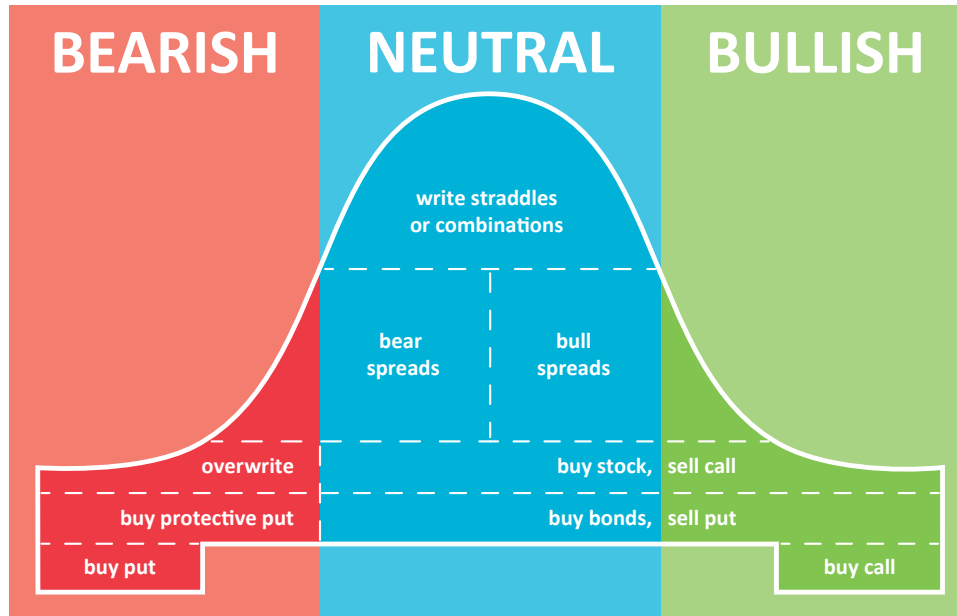 BEARISH NEUTRAL BULLISH
write straddles
or combinations
bear
spreads
bull
spreads
overwrite
buy stock, sell call
buy protective put
buy bonds, sell put
buy put
buy call